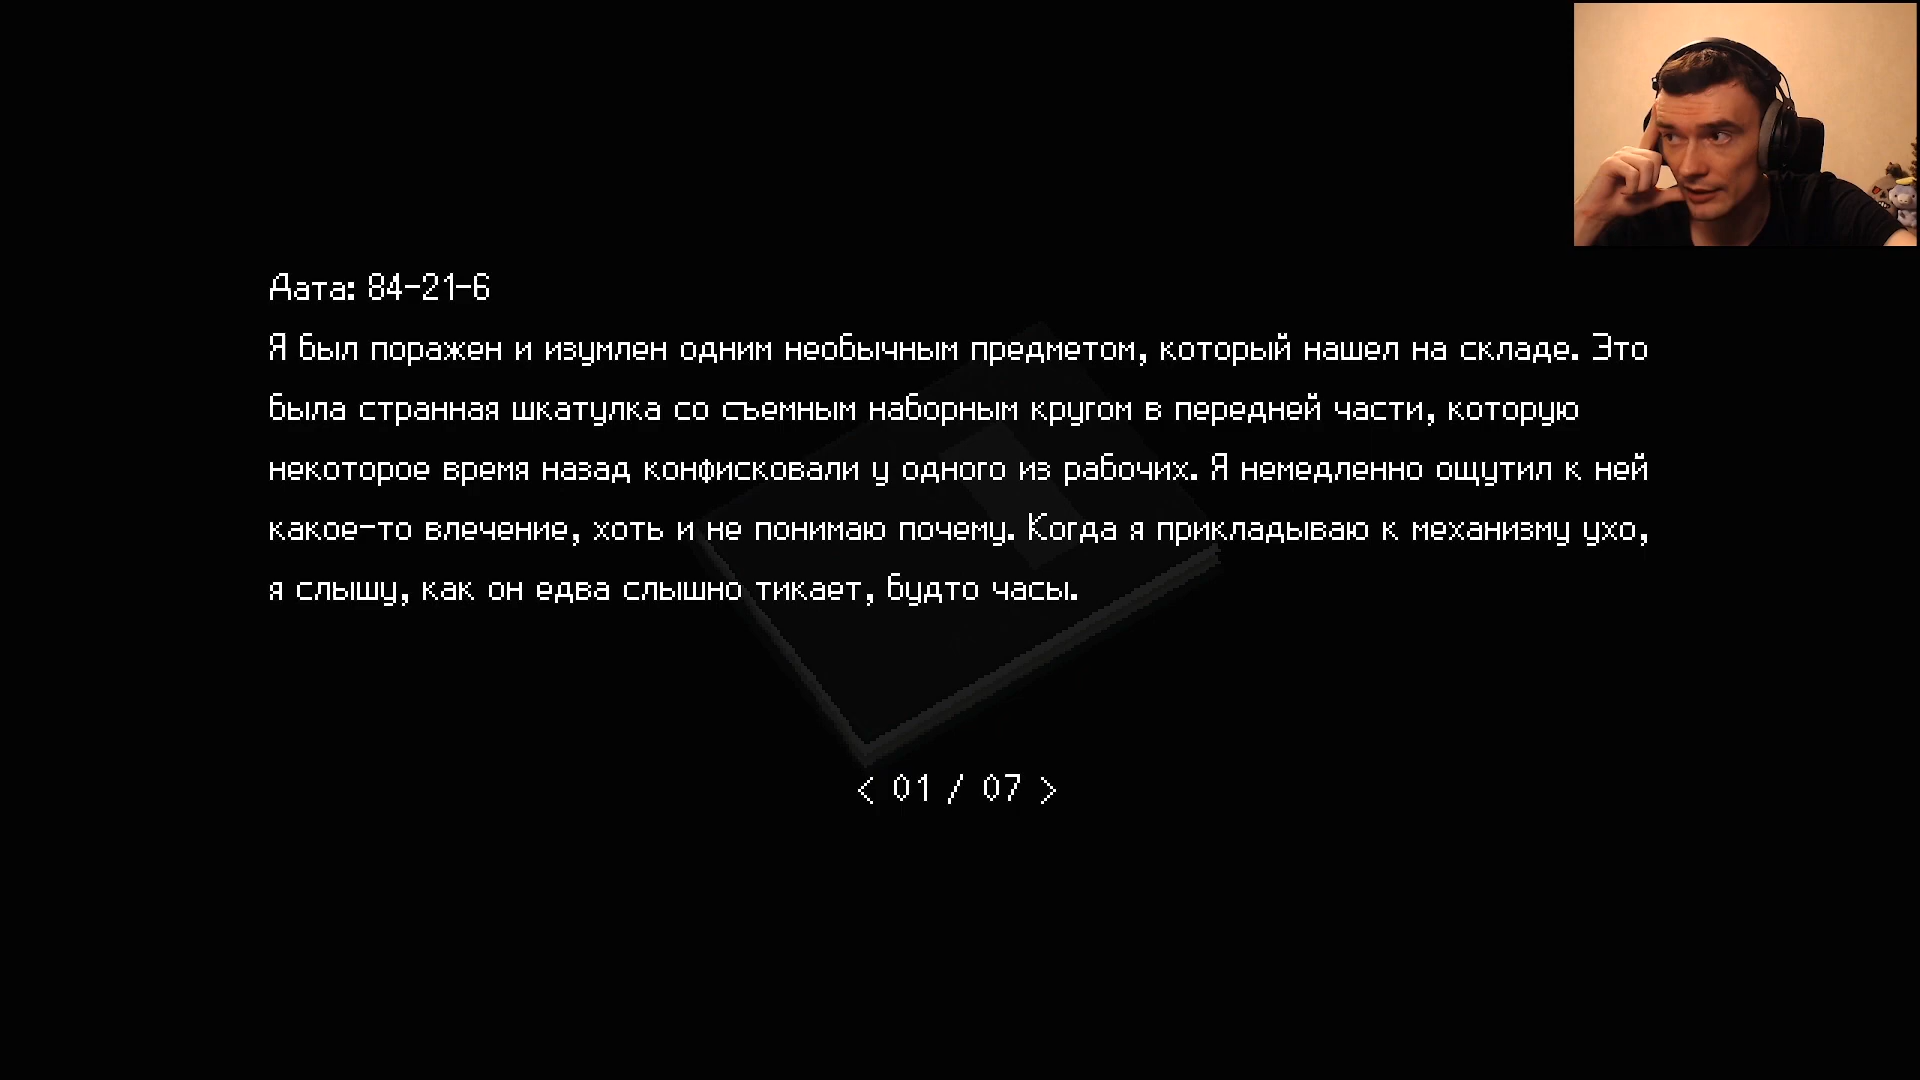 Дата: 84-21-6
Я был поражен и изумлен одним необычным предметом, который нашел на складе. Это
была странная шкатулка со съемным наборным кругом в передней части, которую
некоторое время назад конфисковали у одного из рабочих. Я немедленно ощутил к ней
какое-то влечение, хоть и не понимаю почему. Когда я прикладываю к механизму ухо,
я слышу, как он едва слышно тикает, будто часы.
< 01 / 07 >